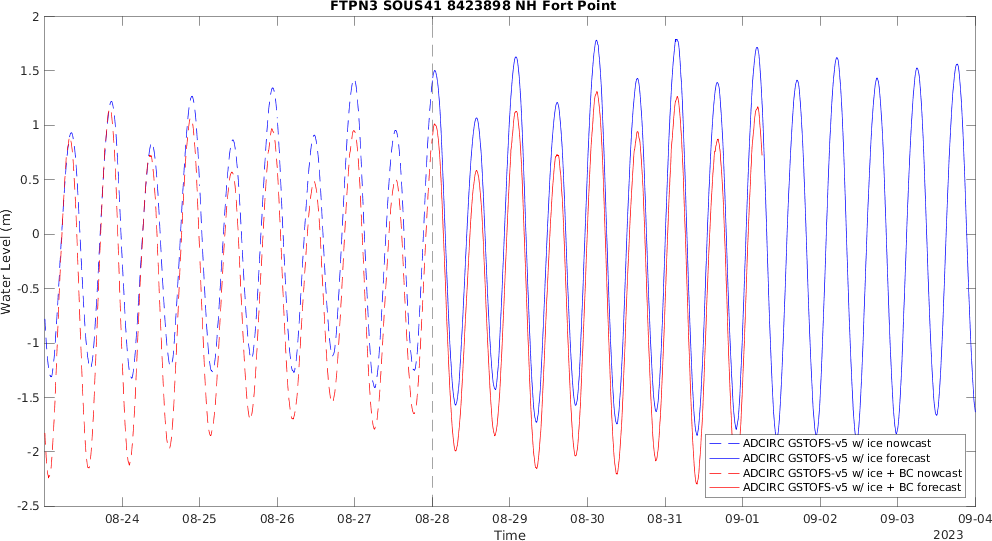 FTPN3 SOUS41 8423898 NH Fort Point
2
1.5
1
0.5
0
-0.5
-1
-1.5
-2
-2.5
Water Level (m)
ADCIRC GSTOFS-v5 w/ ice nowcast
ADCIRC GSTOFS-v5 w/ ice forecast
ADCIRC GSTOFS-v5 w/ ice + BC nowcast
ADCIRC GSTOFS-v5 w/ ice + BC forecast
08-24 08-25 08-26 08-27 08-28 08-29 08-30 08-31 09-01 09-02 09-03 09-04
Time
2023